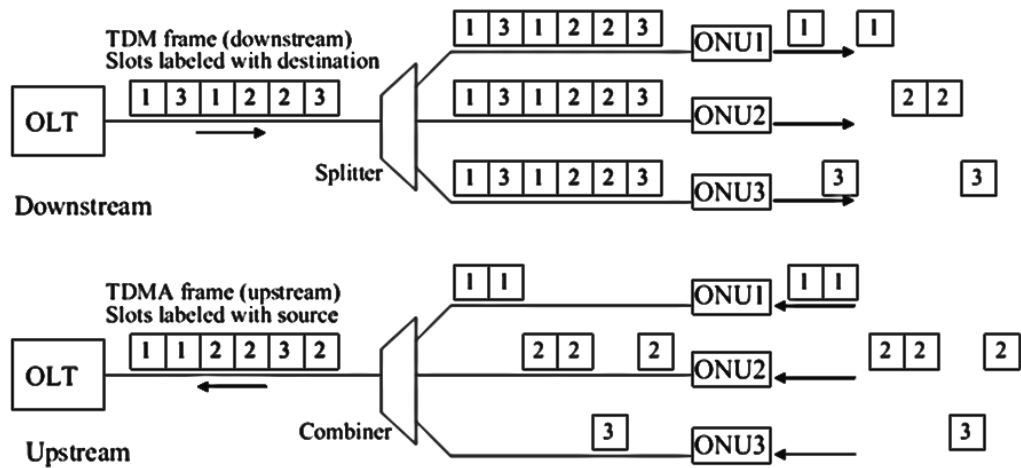 TDM frame (downstream)
Slots labeled with destination
1 3 1 2 2 3
OLT
Splitter
Downstream
1 3 1 2 2 3
ONU1
1 1
1 3 1 2 2 3
ONU2
2 2
1 3 1 2 2 3
ONU3
3 3
TDMA frame (upstream)
Slots labeled with source
1 1 2 2 3 2
OLT
Combiner
Upstream
1 1
ONU1
1 1
2 2 2
ONU2
2 2 2
3
ONU3
3